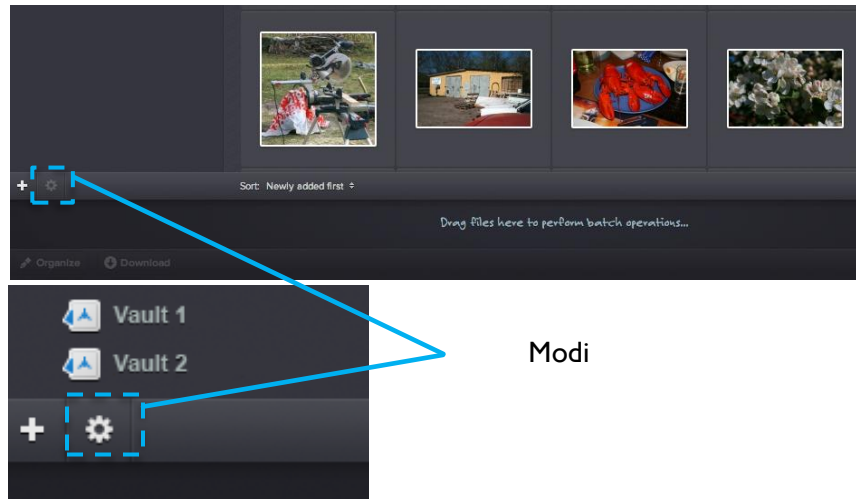 Sort: Newly added first
Drag files here to perform batch operations...
Organize Download
Vault 1
Vault 2
Modi